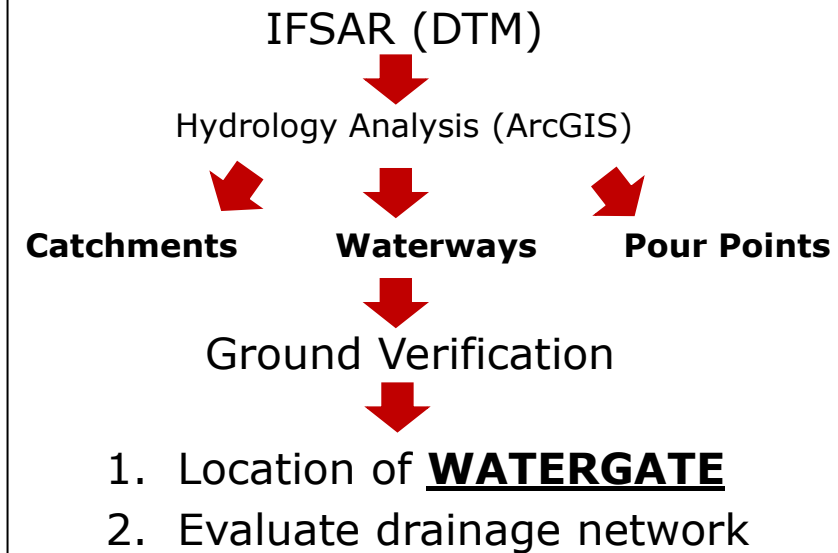 IFSAR (DTM)
Hydrology Analysis (ArcGIS)
Catchments Waterways Pour Points
Ground Verification
1. Location of WATERGATE
2. Evaluate drainage network